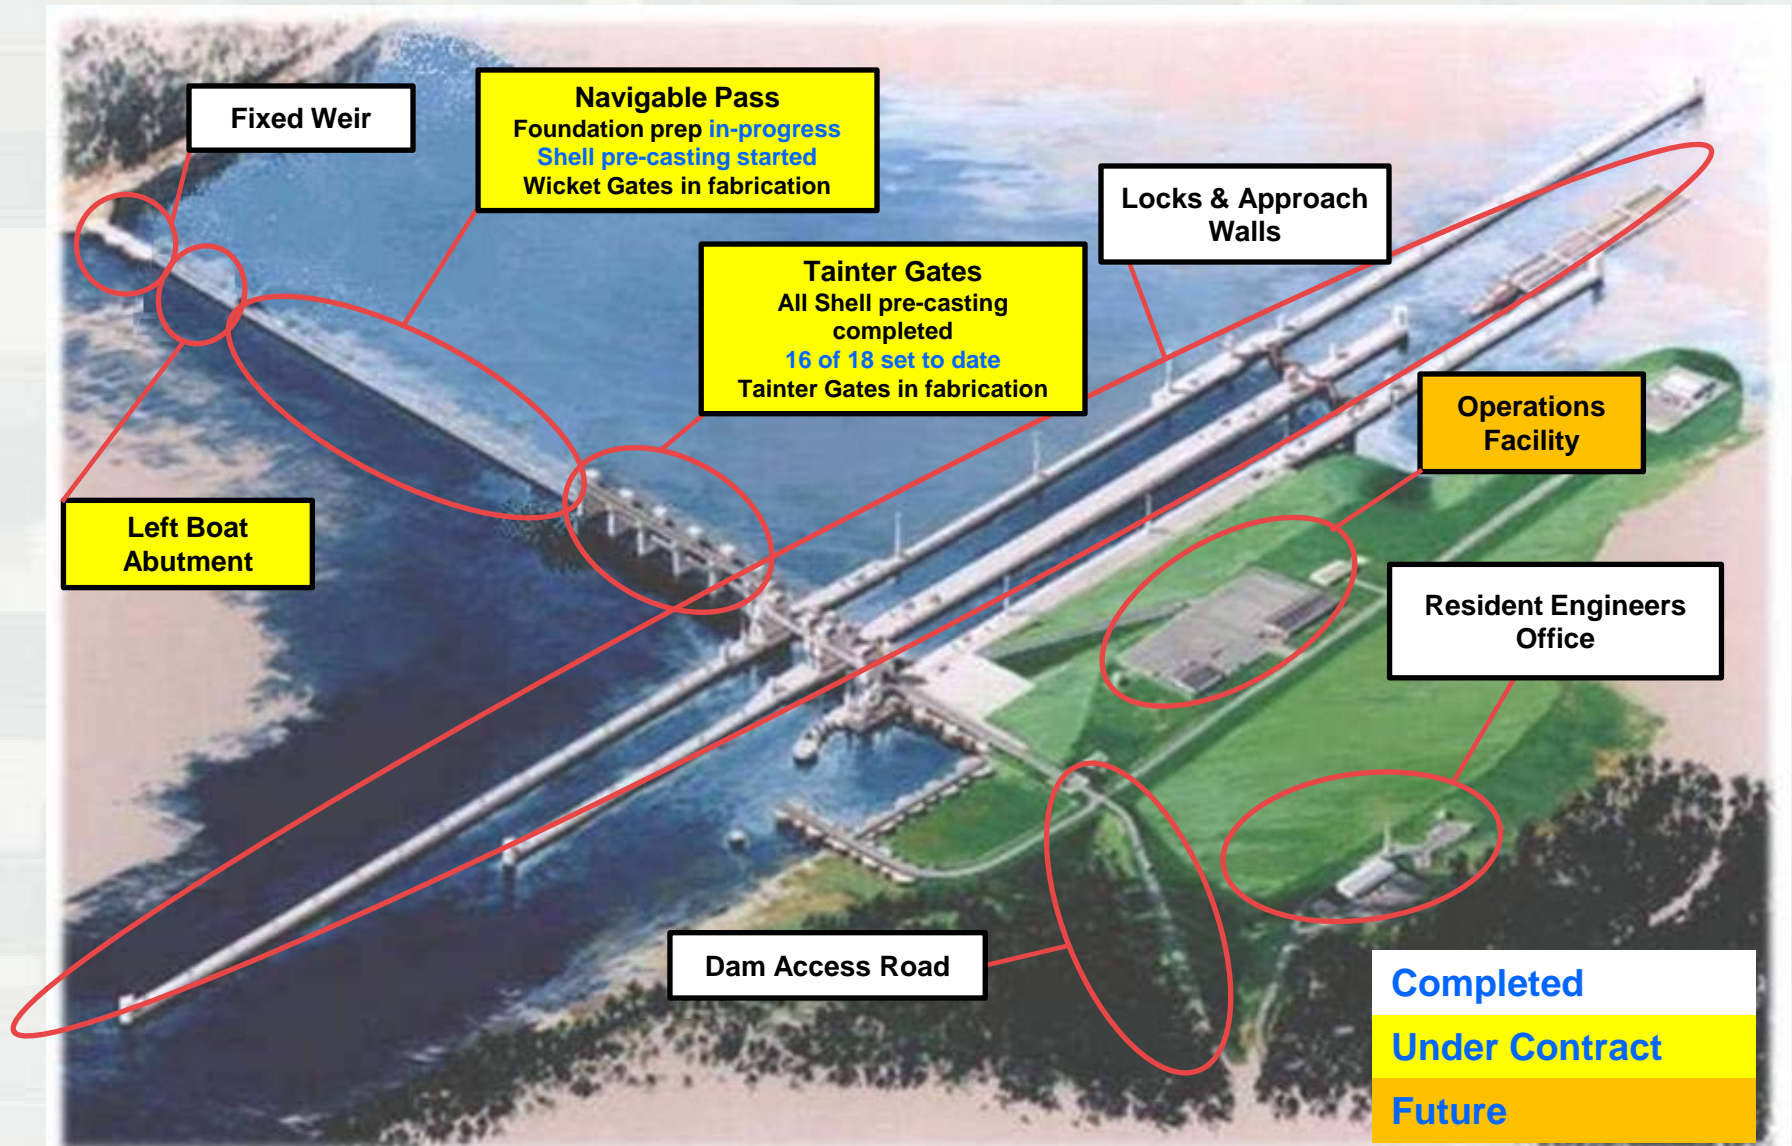 Fixed Weir
Navigable Pass
Foundation prep in-progress
Shell pre-casting started
Wicket Gates in fabrication
Locks & Approach
Walls
Tainter Gates
All Shell pre-casting
completed
16 of 18 set to date
Tainter Gates in fabrication
Operations
Facility
Left Boat
Abutment
Resident Engineers
Office
Dam Access Road
Completed
Under Contract
Future